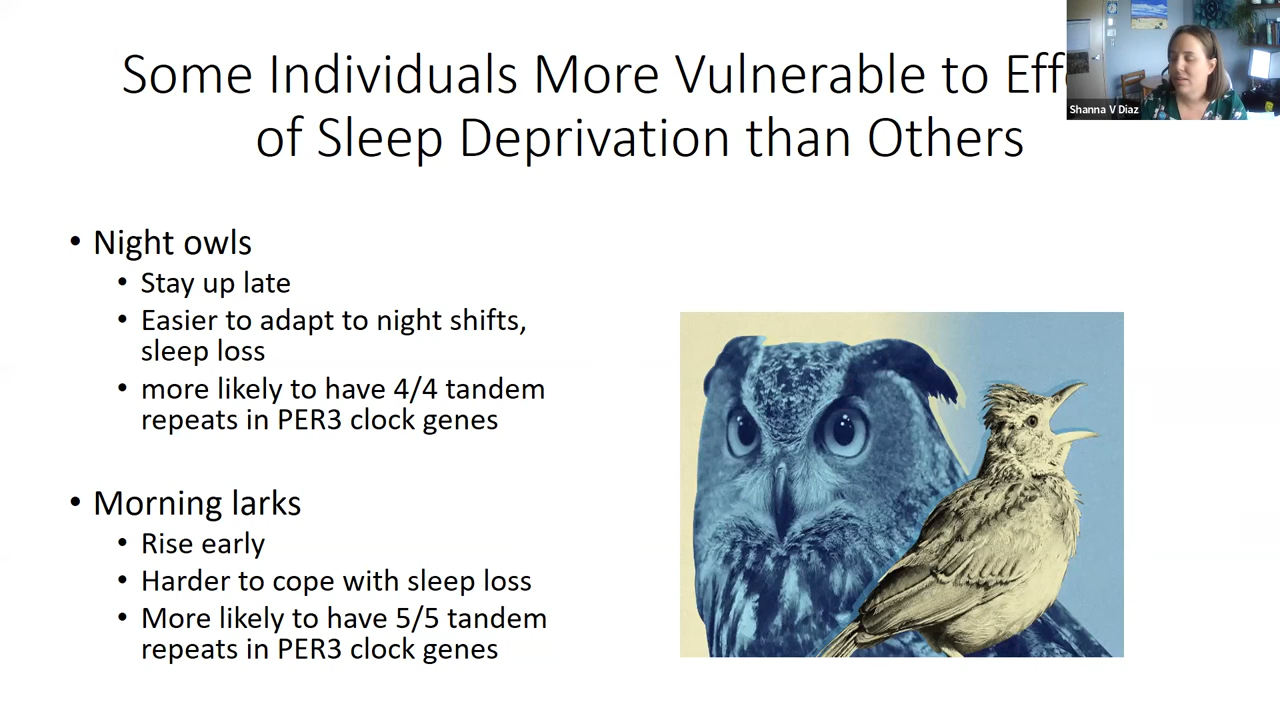 Some Individuals More Vulnerable to
of Sleep Deprivation than Others
Shanna V Diaz
• Night owls
• Stay up late
• Easier to adapt to night shifts,
sleep loss
• more likely to have 4/4 tandem
repeats in PER3 clock genes
• Morning larks
• Rise early
• Harder to cope with sleep loss
• More likely to have 5/5 tandem
repeats in PER3 clock genes